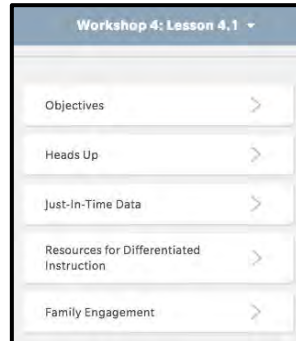 Workshop 4: Lesson 4.1
Objectives
Heads Up
Just-In-Time Data
Resources for Differentiated
Instruction
Family Engagement